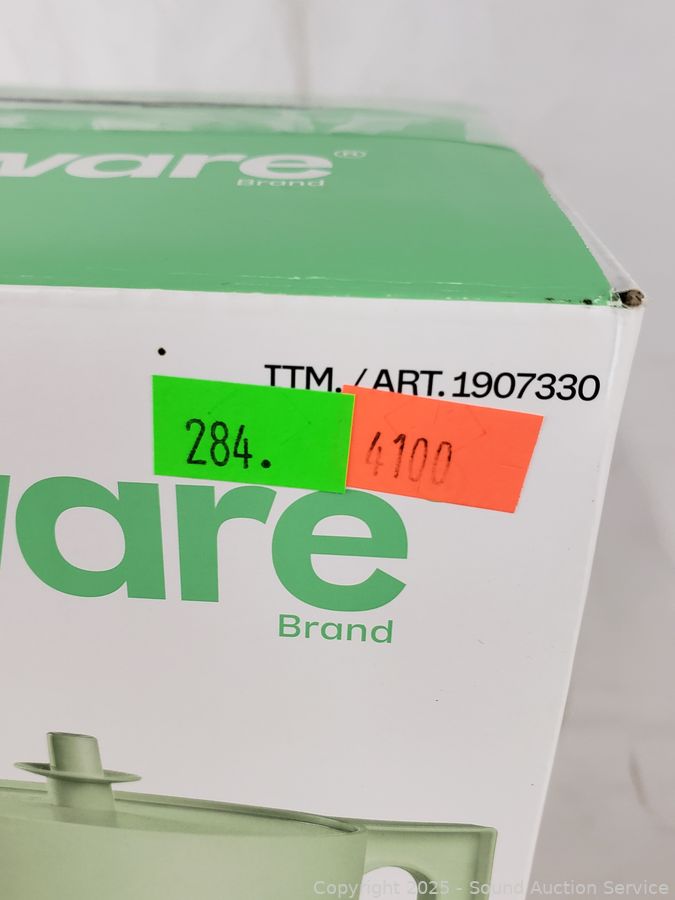 ware®
Brand
ITM. / ART. 1907330
284.
4100
ware
Brand
Copyright 2025 - Sound Auction Service